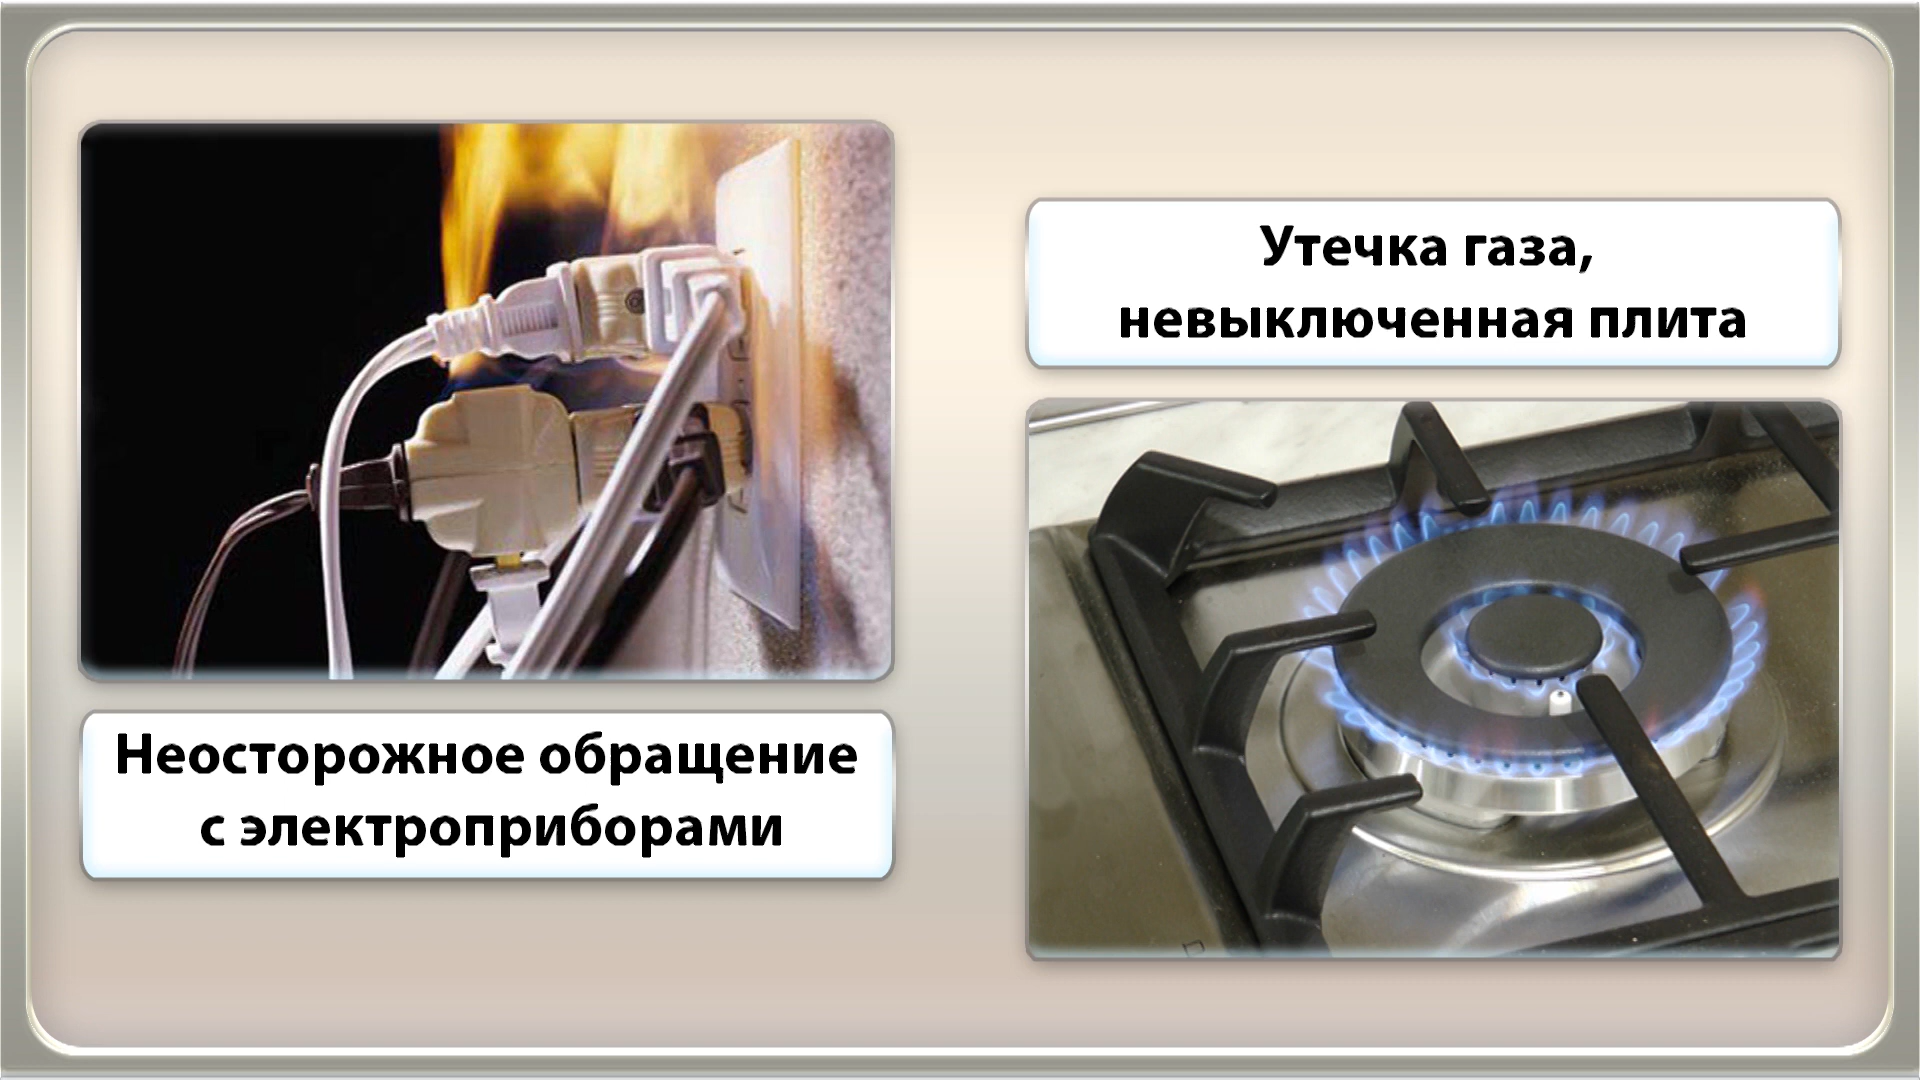 Неосторожное обращение
с электроприборами
Утечка газа,
невыключенная плита